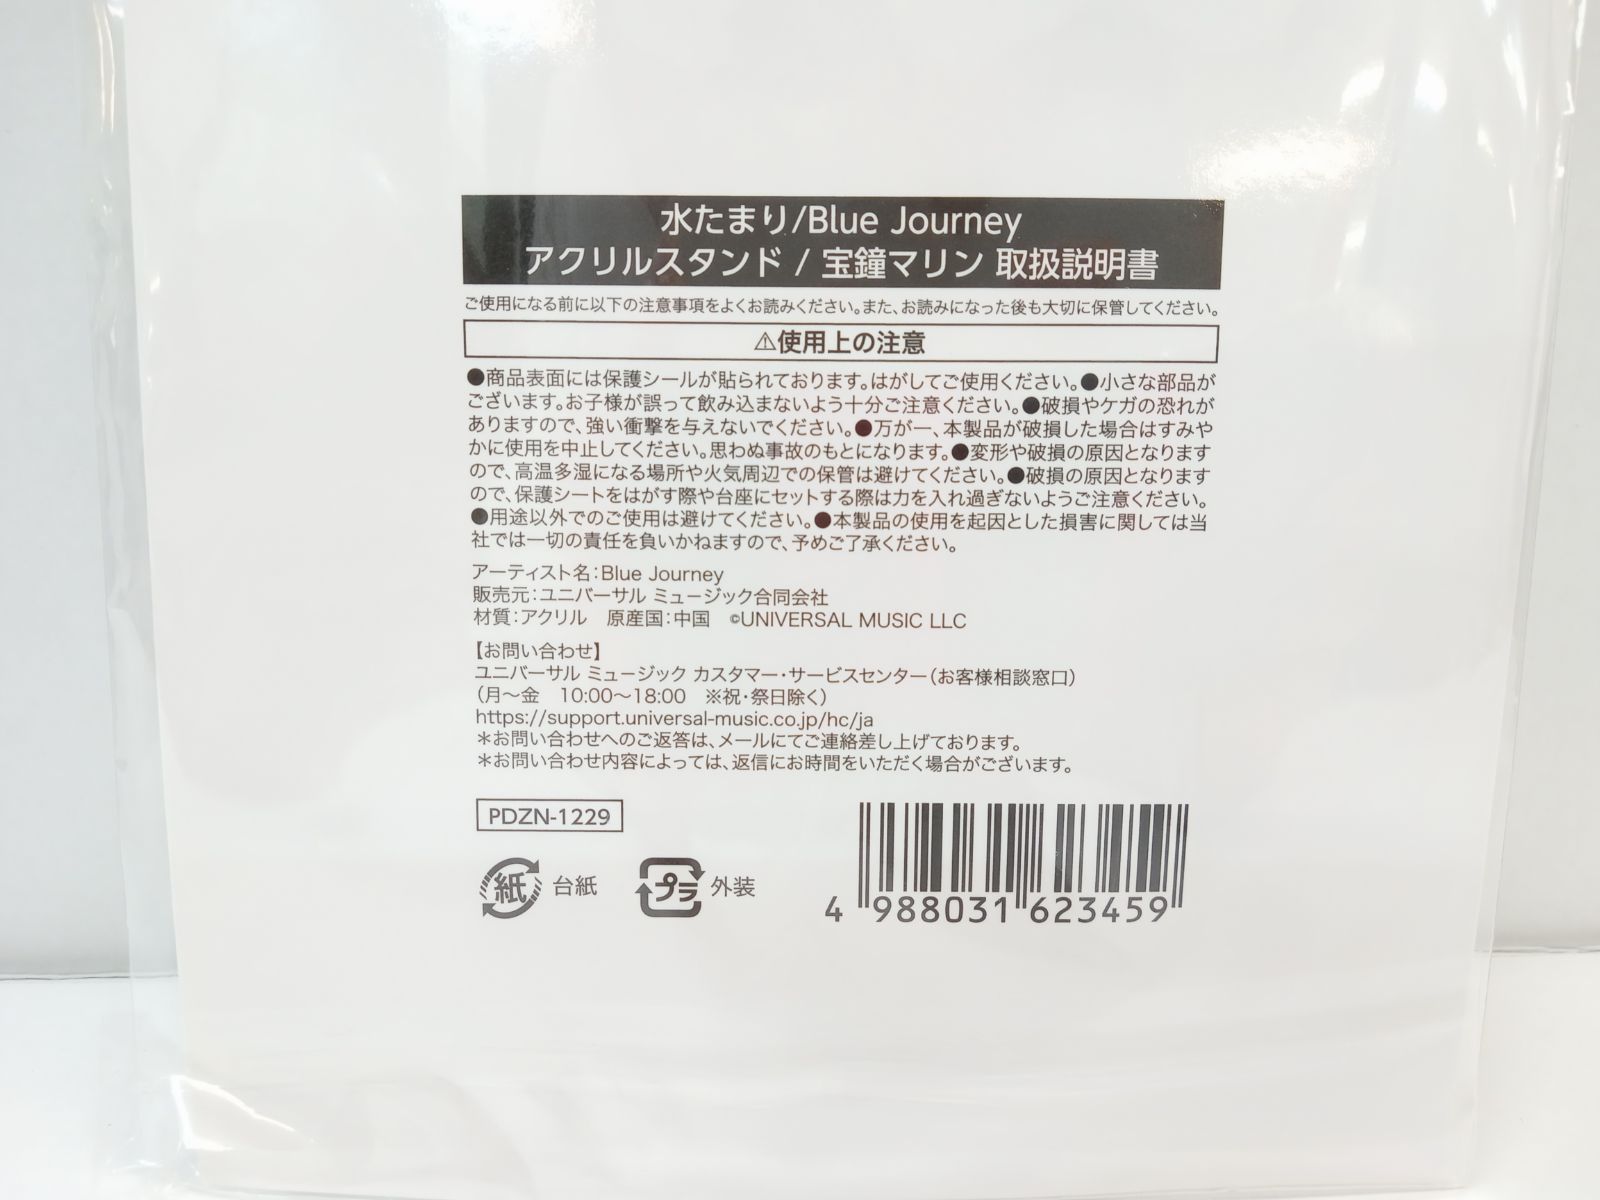 水たまり/Blue Journey
アクリルスタンド / 宝鐘マリン 取扱説明書
ご使用になる前に以下の注意事項をよくお読みください。また、お読みになった後も大切に保管してください。
⚠使用上の注意
●商品表面には保護シールが貼られております。はがしてご使用ください。●小さな部品が
ございます。お子様が誤って飲み込まないよう十分ご注意ください。●破損やケガの恐れが
ありますので、強い衝撃を与えないでください。●万が一、本製品が破損した場合はすみや
かに使用を中止してください。思わぬ事故のもとになります。●変形や破損の原因となります
ので、高温多湿になる場所や火気周辺での保管は避けてください。●破損の原因となります
ので、保護シートをはがす際や台座にセットする際は力を入れ過ぎないようご注意ください。
●用途以外でのご使用は避けてください。●本製品の使用を起因とした損害に関しては当
社では一切の責任を負いかねますので、予めご了承ください。
アーティスト名：Blue Journey
販売元：ユニバーサル ミュージック合同会社
材質：アクリル　原産国：中国　©UNIVERSAL MUSIC LLC
【お問い合わせ】
ユニバーサル ミュージック カスタマー・サービスセンター（お客様相談窓口）
（月〜金　10:00〜18:00　※祝・祭日除く）
https://support.universal-music.co.jp/hc/ja
＊お問い合わせへのご返答は、メールにてご連絡差し上げております。
＊お問い合わせ内容によっては、返信にお時間をいただく場合がございます。
PDZN-1229
紙 台紙
プラ 外装
4 988031 623459